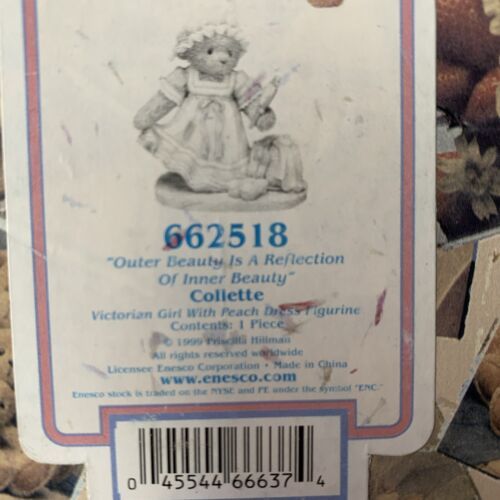 662518
"Outer Beauty Is A Reflection
Of Inner Beauty"
Collette
Victorian Girl With Peach Dress Figurine
Contents: 1 Piece
© 1999 Priscilla Hillman
All rights reserved worldwide
Licensee Enesco Corporation • Made in China
www.enesco.com
Enesco stock is traded on the NYSE and PE under the symbol "ENC."
0 45544 66637 4